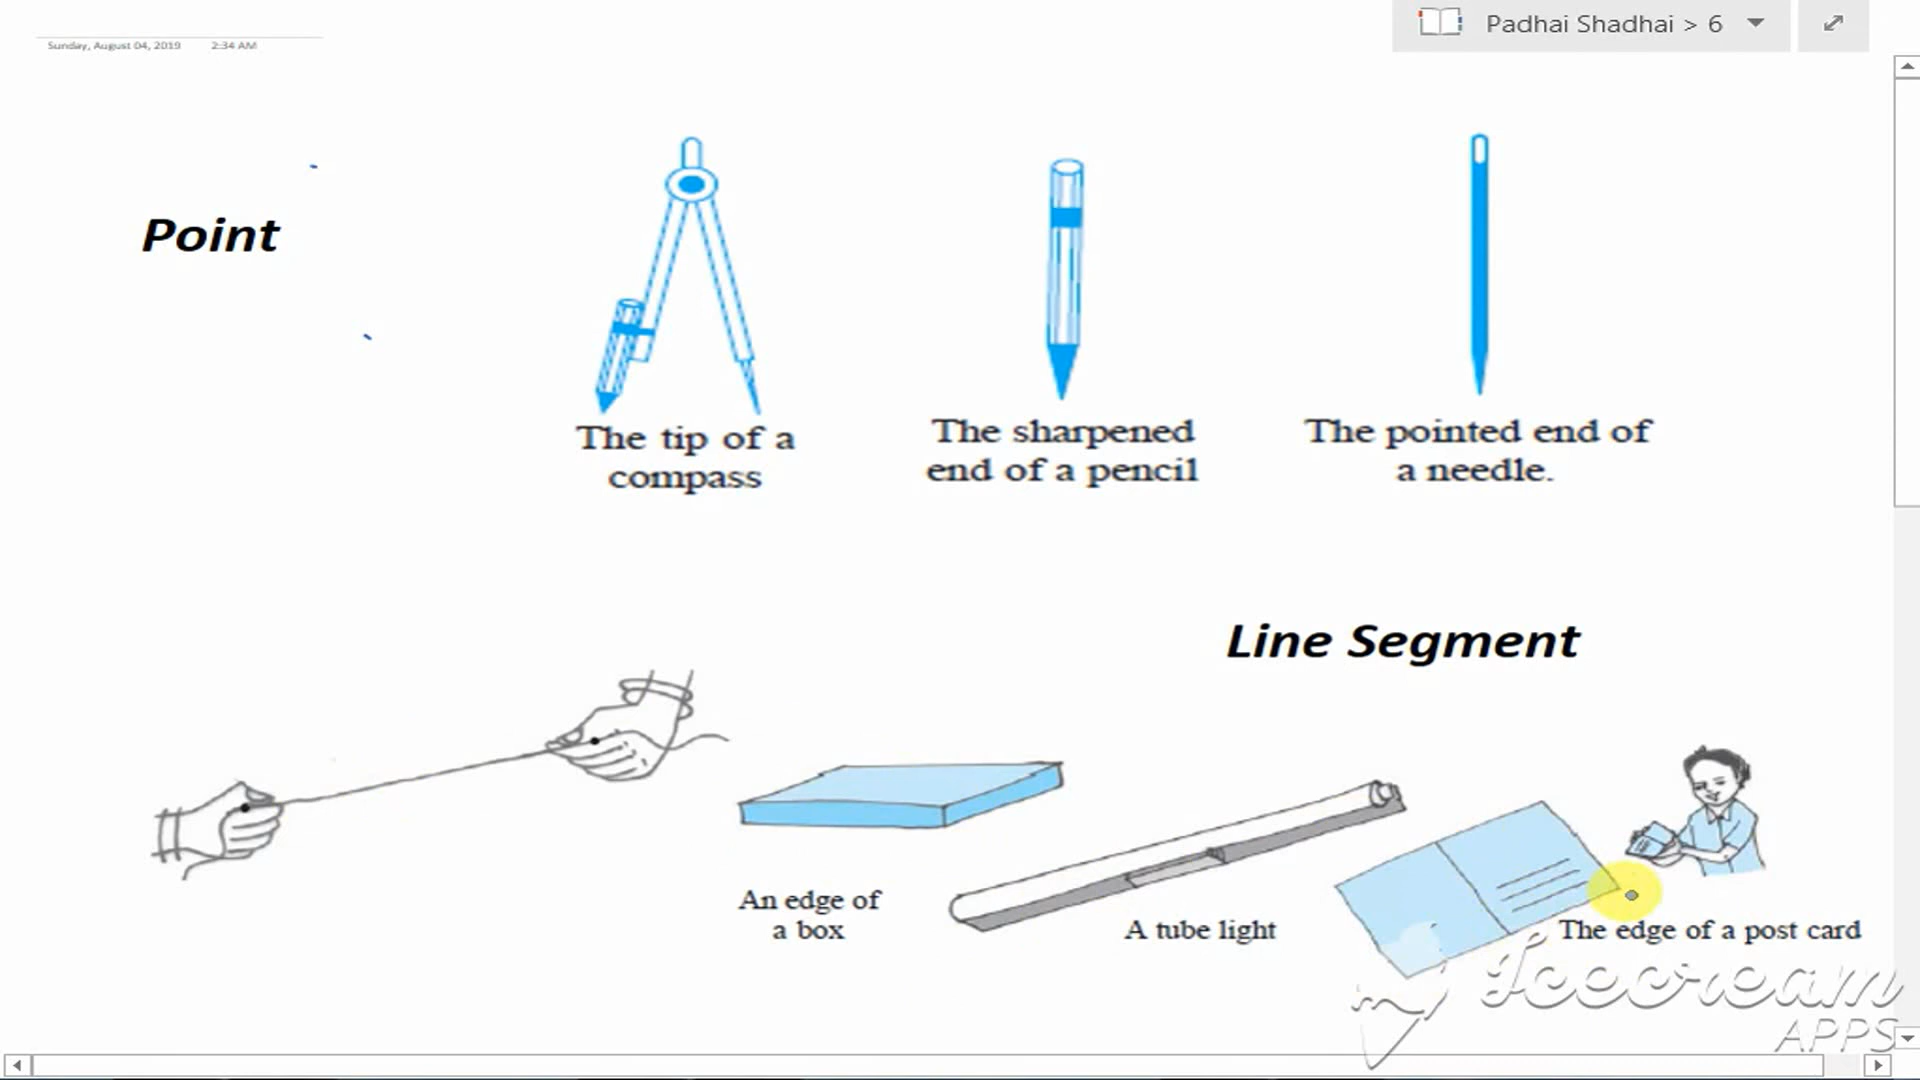 Padhai Shadhai > 6
Sunday, August 04, 2019 2:34 AM
Point
The tip of a
compass
The sharpened
end of a pencil
The pointed end of
a needle.
Line Segment
An edge of
a box
A tube light
The edge of a post card
Icecream
APPS